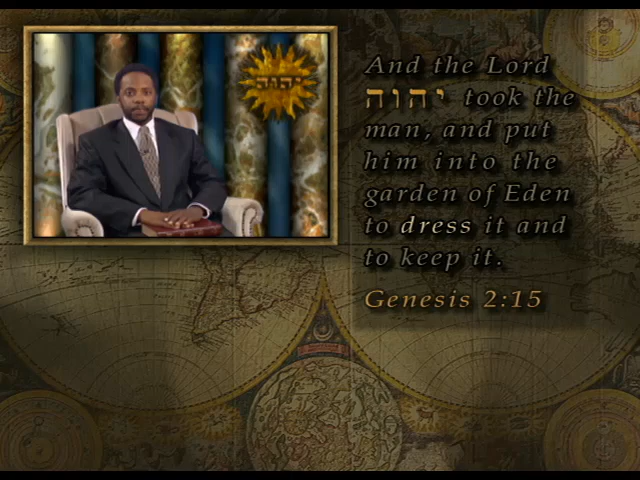 יהוה
And the Lord
יהוה took the
man, and put
him into the
garden of Eden
to dress it and
to keep it.
Genesis 2:15